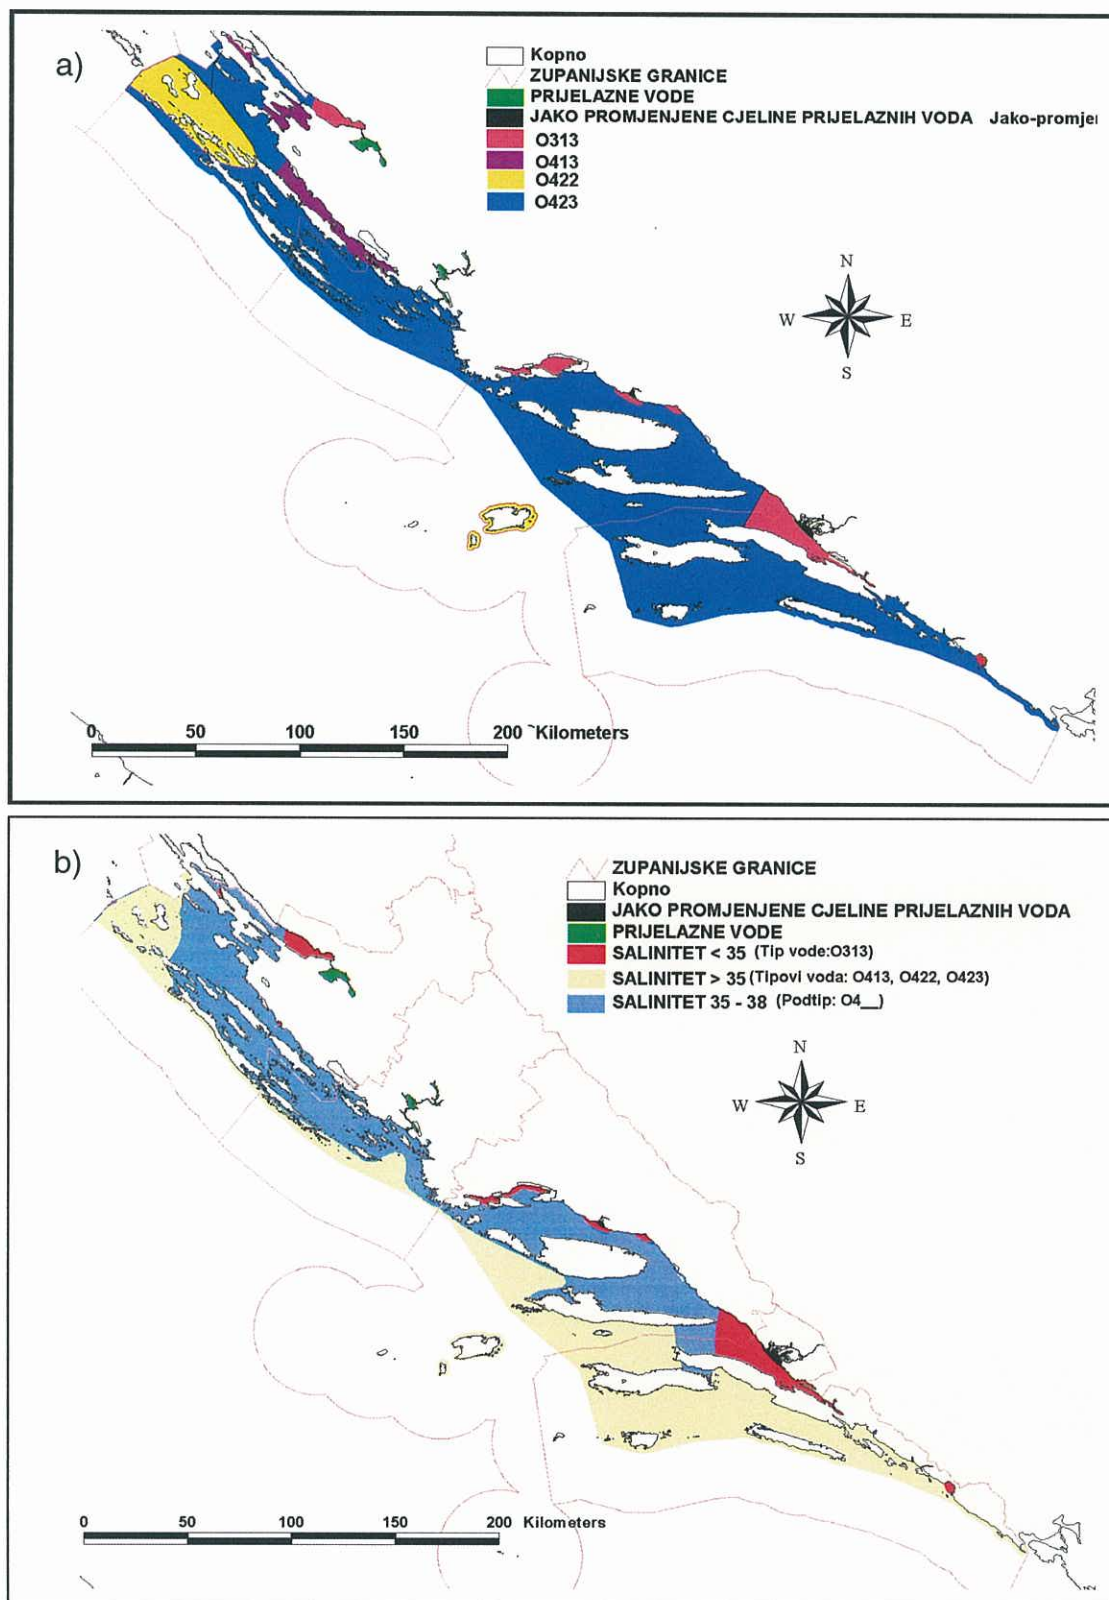 a)
Kopno
ZUPANIJSKE GRANICE
PRIJELAZNE VODE
JAKO PROMJENJENE CJELINE PRIJELAZNIH VODA Jako-promjer
O313
O413
O422
O423
N
W E
S
0 50 100 150 200 Kilometers
b)
ZUPANIJSKE GRANICE
Kopno
JAKO PROMJENJENE CJELINE PRIJELAZNIH VODA
PRIJELAZNE VODE
SALINITET < 35 (Tip vode:O313)
SALINITET > 35 (Tipovi voda: O413, O422, O423)
SALINITET 35 - 38 (Podtip: O4__)
N
W E
S
0 50 100 150 200 Kilometers